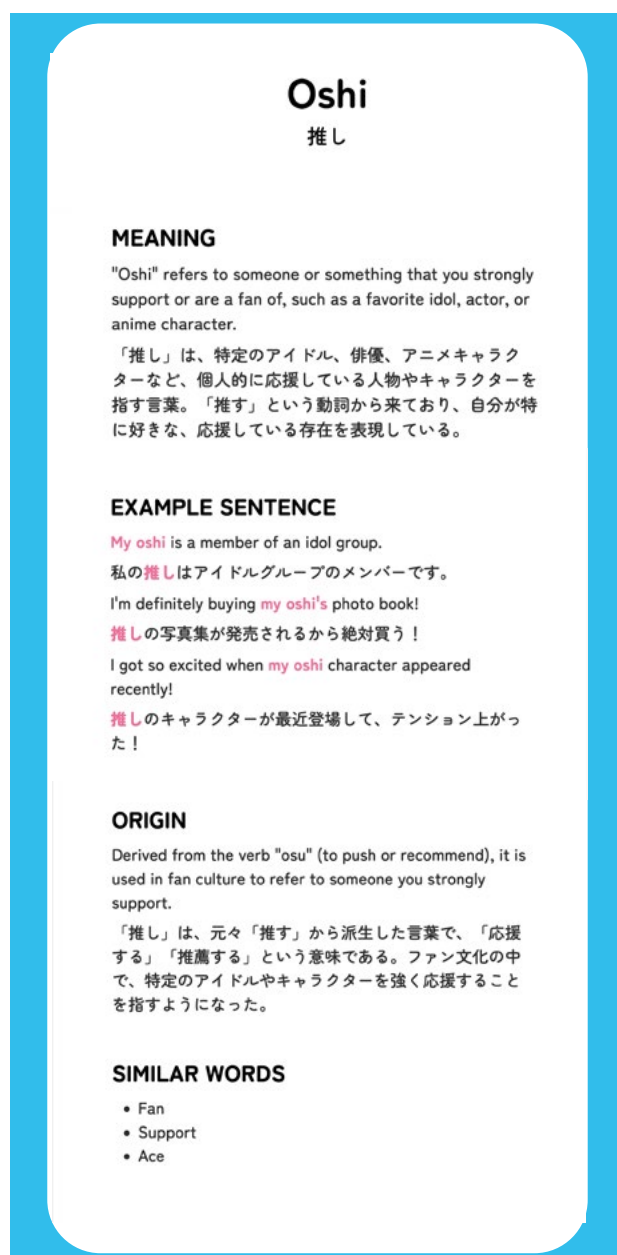 Oshi
推し
MEANING
"Oshi" refers to someone or something that you strongly
support or are a fan of, such as a favorite idol, actor, or
anime character.
「推し」は、特定のアイドル、俳優、アニメキャラク
ターなど、個人的に応援している人物やキャラクターを
指す言葉。「推す」という動詞から来ており、自分が特
に好きな、応援している存在を表現している。
EXAMPLE SENTENCE
My oshi is a member of an idol group.
私の推しはアイドルグループのメンバーです。
I'm definitely buying my oshi's photo book!
推しの写真集が発売されるから絶対買う！
I got so excited when my oshi character appeared
recently!
推しのキャラクターが最近登場して、テンション上がっ
た！
ORIGIN
Derived from the verb "osu" (to push or recommend), it is
used in fan culture to refer to someone you strongly
support.
「推し」は、元々「推す」から派生した言葉で、「応援
する」「推薦する」という意味である。ファン文化の中
で、特定のアイドルやキャラクターを強く応援すること
を指すようになった。
SIMILAR WORDS
• Fan
• Support
• Ace